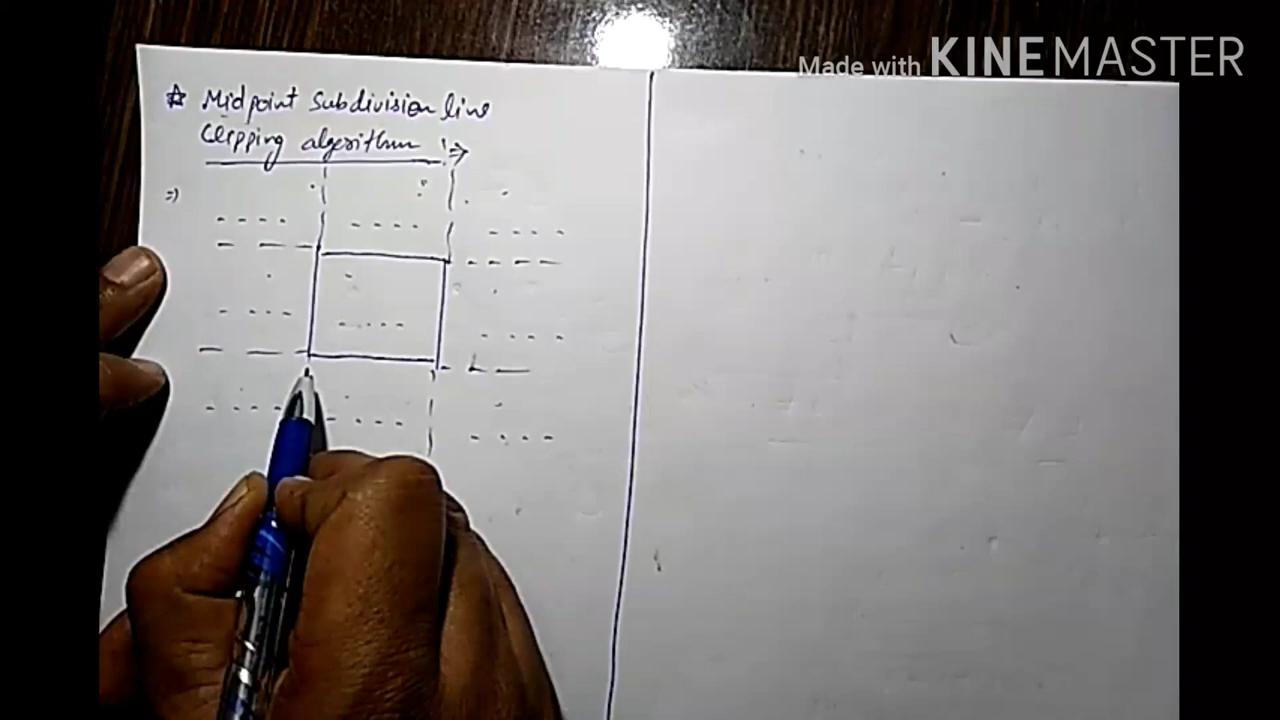 Made with KINEMASTER
☆ Midpoint Subdivision line
Clipping algorithm :→
⇒